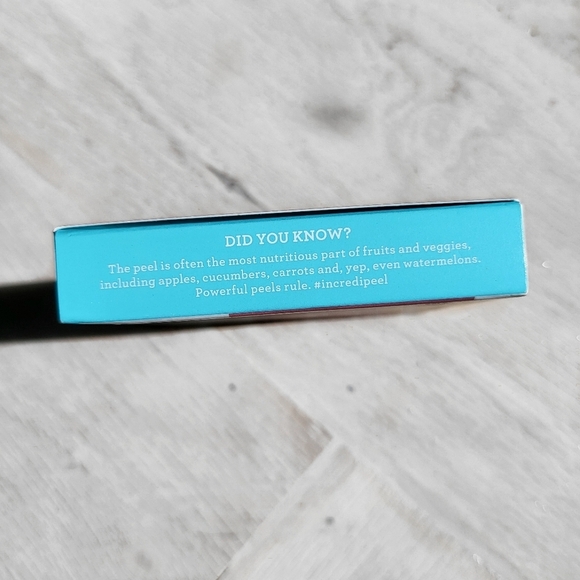 DID YOU KNOW?
The peel is often the most nutritious part of fruits and veggies,
including apples, cucumbers, carrots and, yep, even watermelons.
Powerful peels rule. #incredipeel